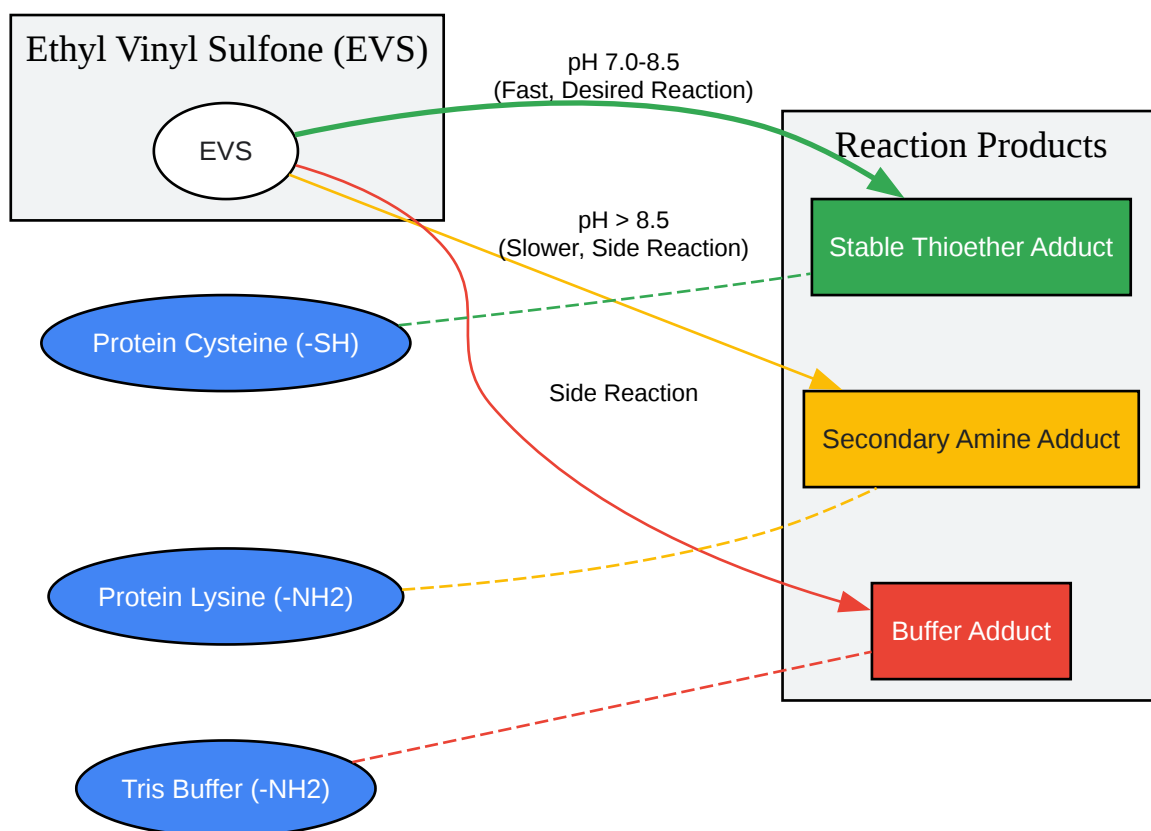 Ethyl Vinyl Sulfone (EVS)
EVS
pH 7.0-8.5
(Fast, Desired Reaction)
Reaction Products
pH > 8.5
(Slower, Side Reaction)
Stable Thioether Adduct
Protein Cysteine (-SH)
Side Reaction
Secondary Amine Adduct
Protein Lysine (-NH2)
Buffer Adduct
Tris Buffer (-NH2)